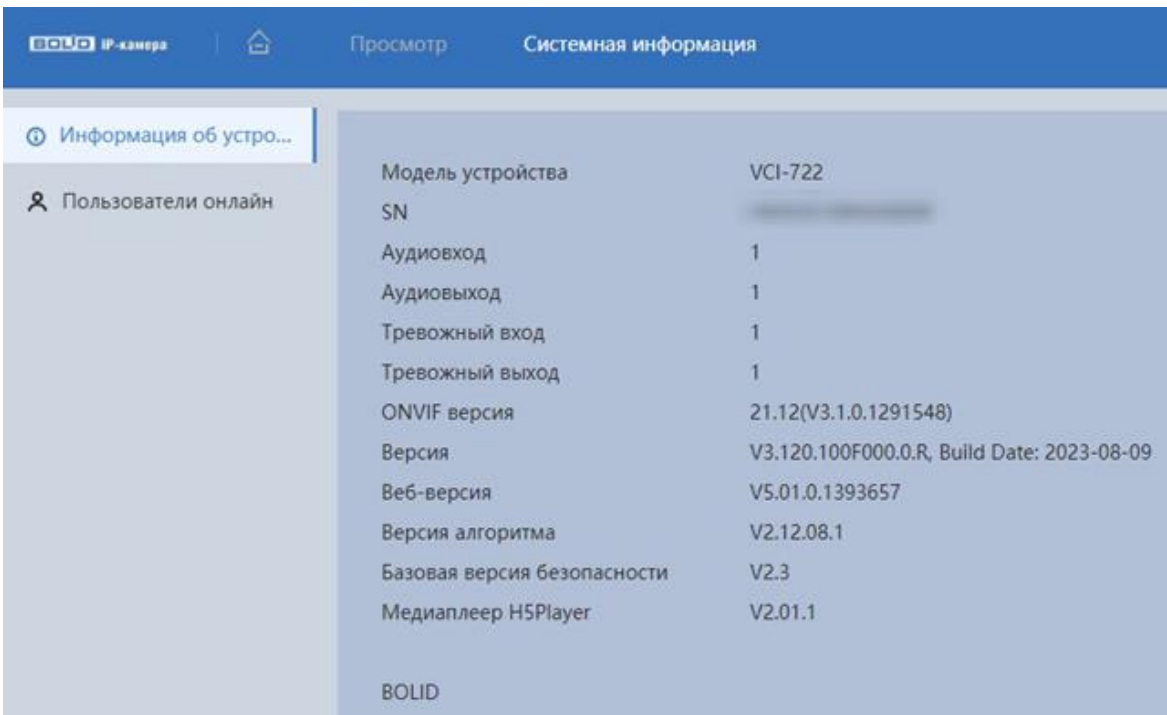 BOLID IP-камера Просмотр Системная информация
Информация об устро...
Пользователи онлайн
Модель устройства VCI-722
SN
Аудиовход 1
Аудиовыход 1
Тревожный вход 1
Тревожный выход 1
ONVIF версия 21.12(V3.1.0.1291548)
Версия V3.120.100F000.0.R, Build Date: 2023-08-09
Веб-версия V5.01.0.1393657
Версия алгоритма V2.12.08.1
Базовая версия безопасности V2.3
Медиаплеер H5Player V2.01.1
BOLID